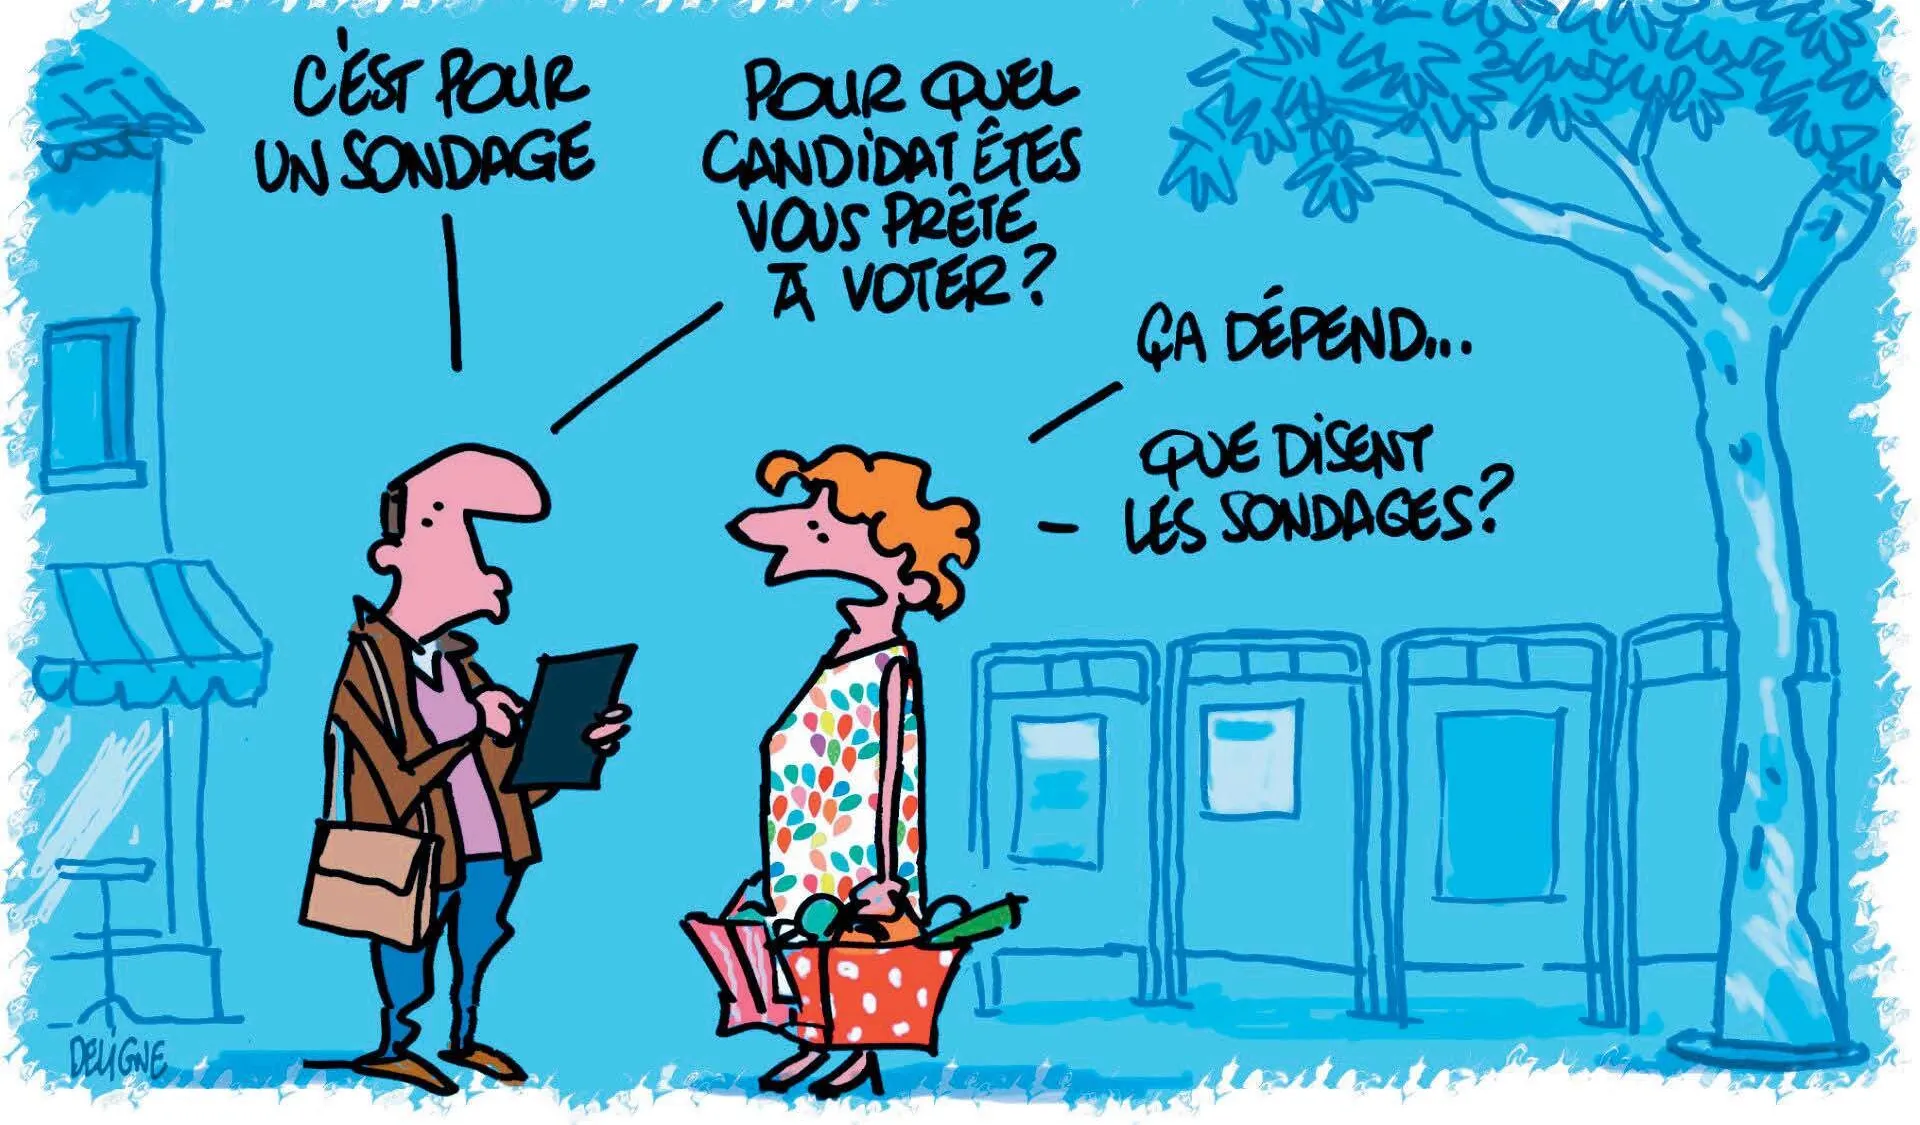 C'EST POUR
UN SONDAGE
POUR QUEL
CANDIDAT ÊTES
VOUS PRÊTE
À VOTER?
ÇA DÉPEND...
QUE DISENT
LES SONDAGES?
DELIGNE